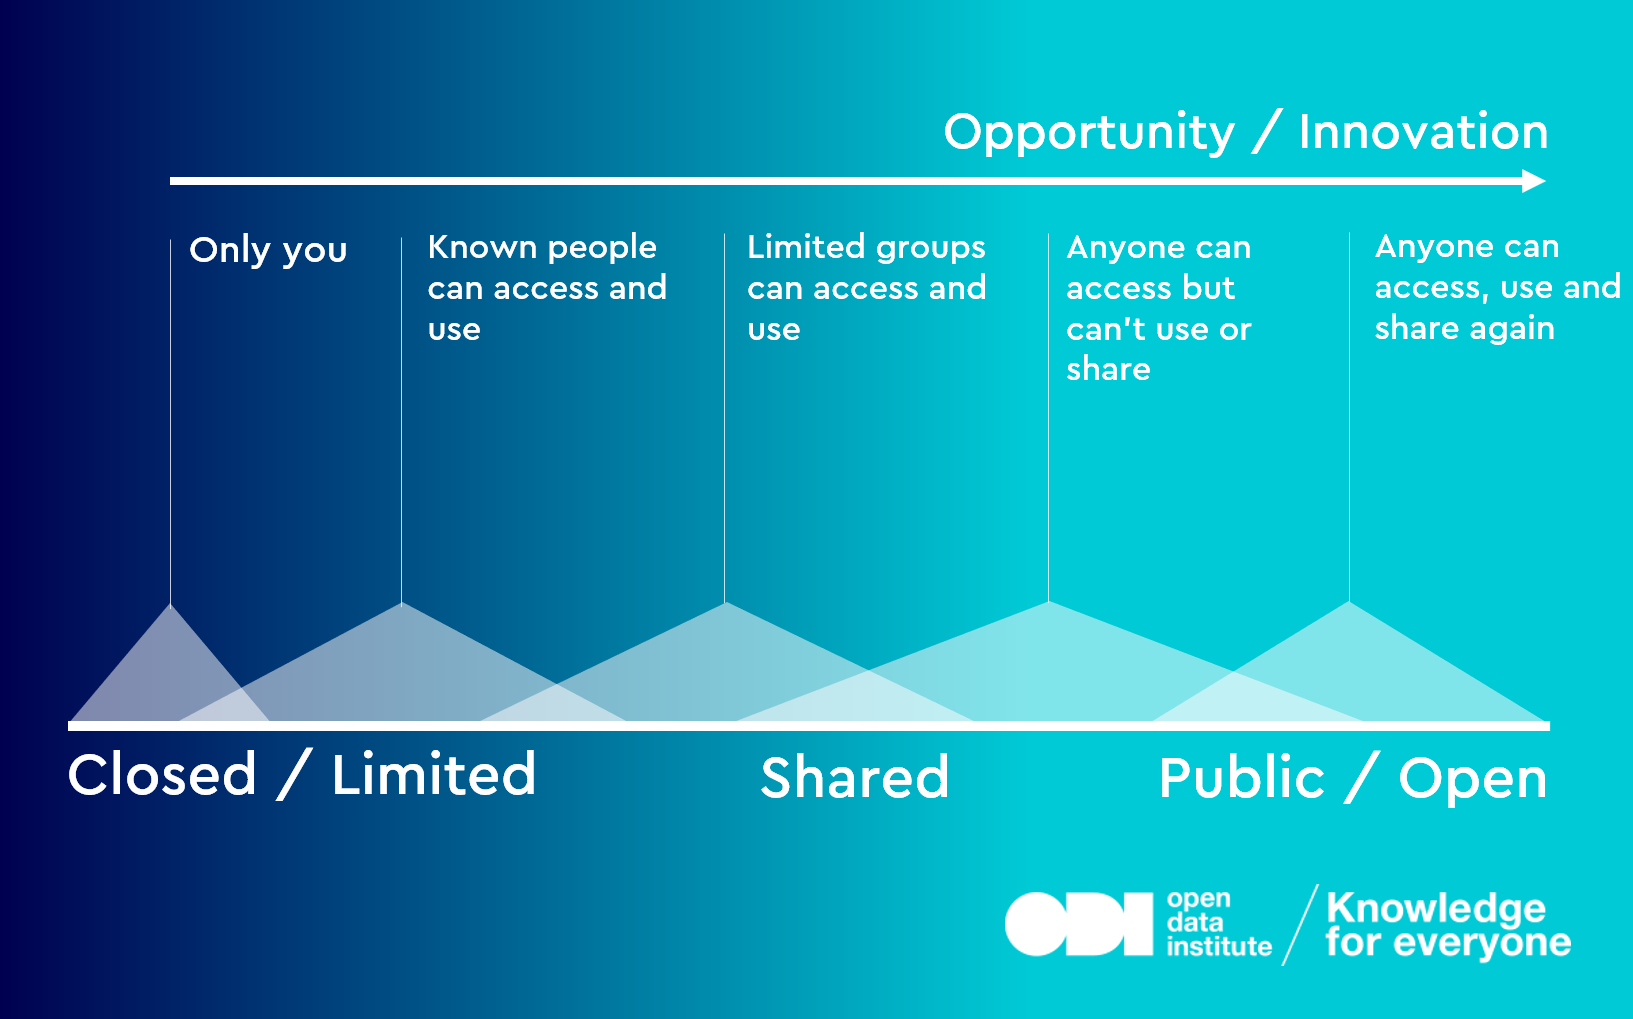 Opportunity / Innovation
Only you
Known people
can access and
use
Limited groups
can access and
use
Anyone can
access but
can't use or
share
Anyone can
access, use and
share again
Closed / Limited
Shared
Public / Open
ODI
open
data
institute
Knowledge
for everyone